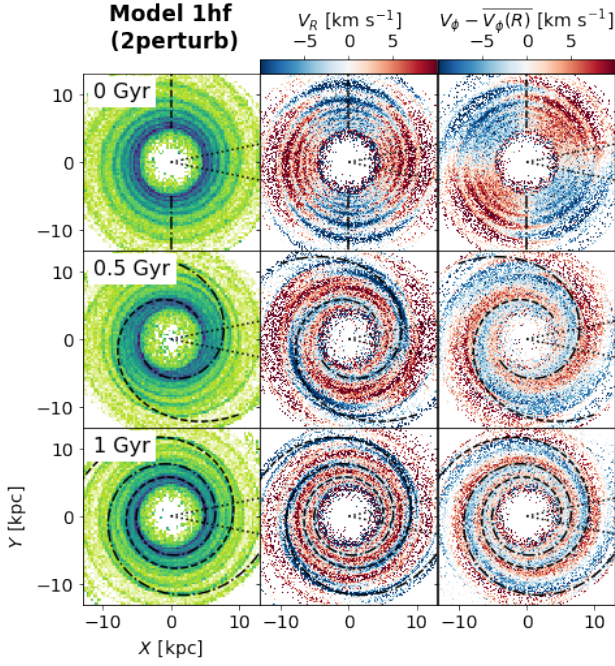 Model 1hf
(2perturb)
V_R [km s⁻¹]
V_ϕ − \overline{V_ϕ(R)} [km s⁻¹]
−5 0 5 −5 0 5
10
0 Gyr
0
−10
10
0.5 Gyr
0
−10
10
1 Gyr
0
−10
Y [kpc]
−10 0 10 −10 0 10 −10 0 10
X [kpc]